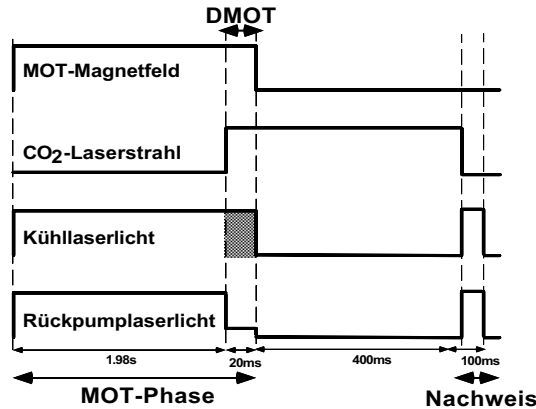 DMOT
MOT-Magnetfeld
CO2-Laserstrahl
Kühllaserlicht
Rückpumplaserlicht
1.98s 20ms 400ms 100ms
MOT-Phase Nachweis